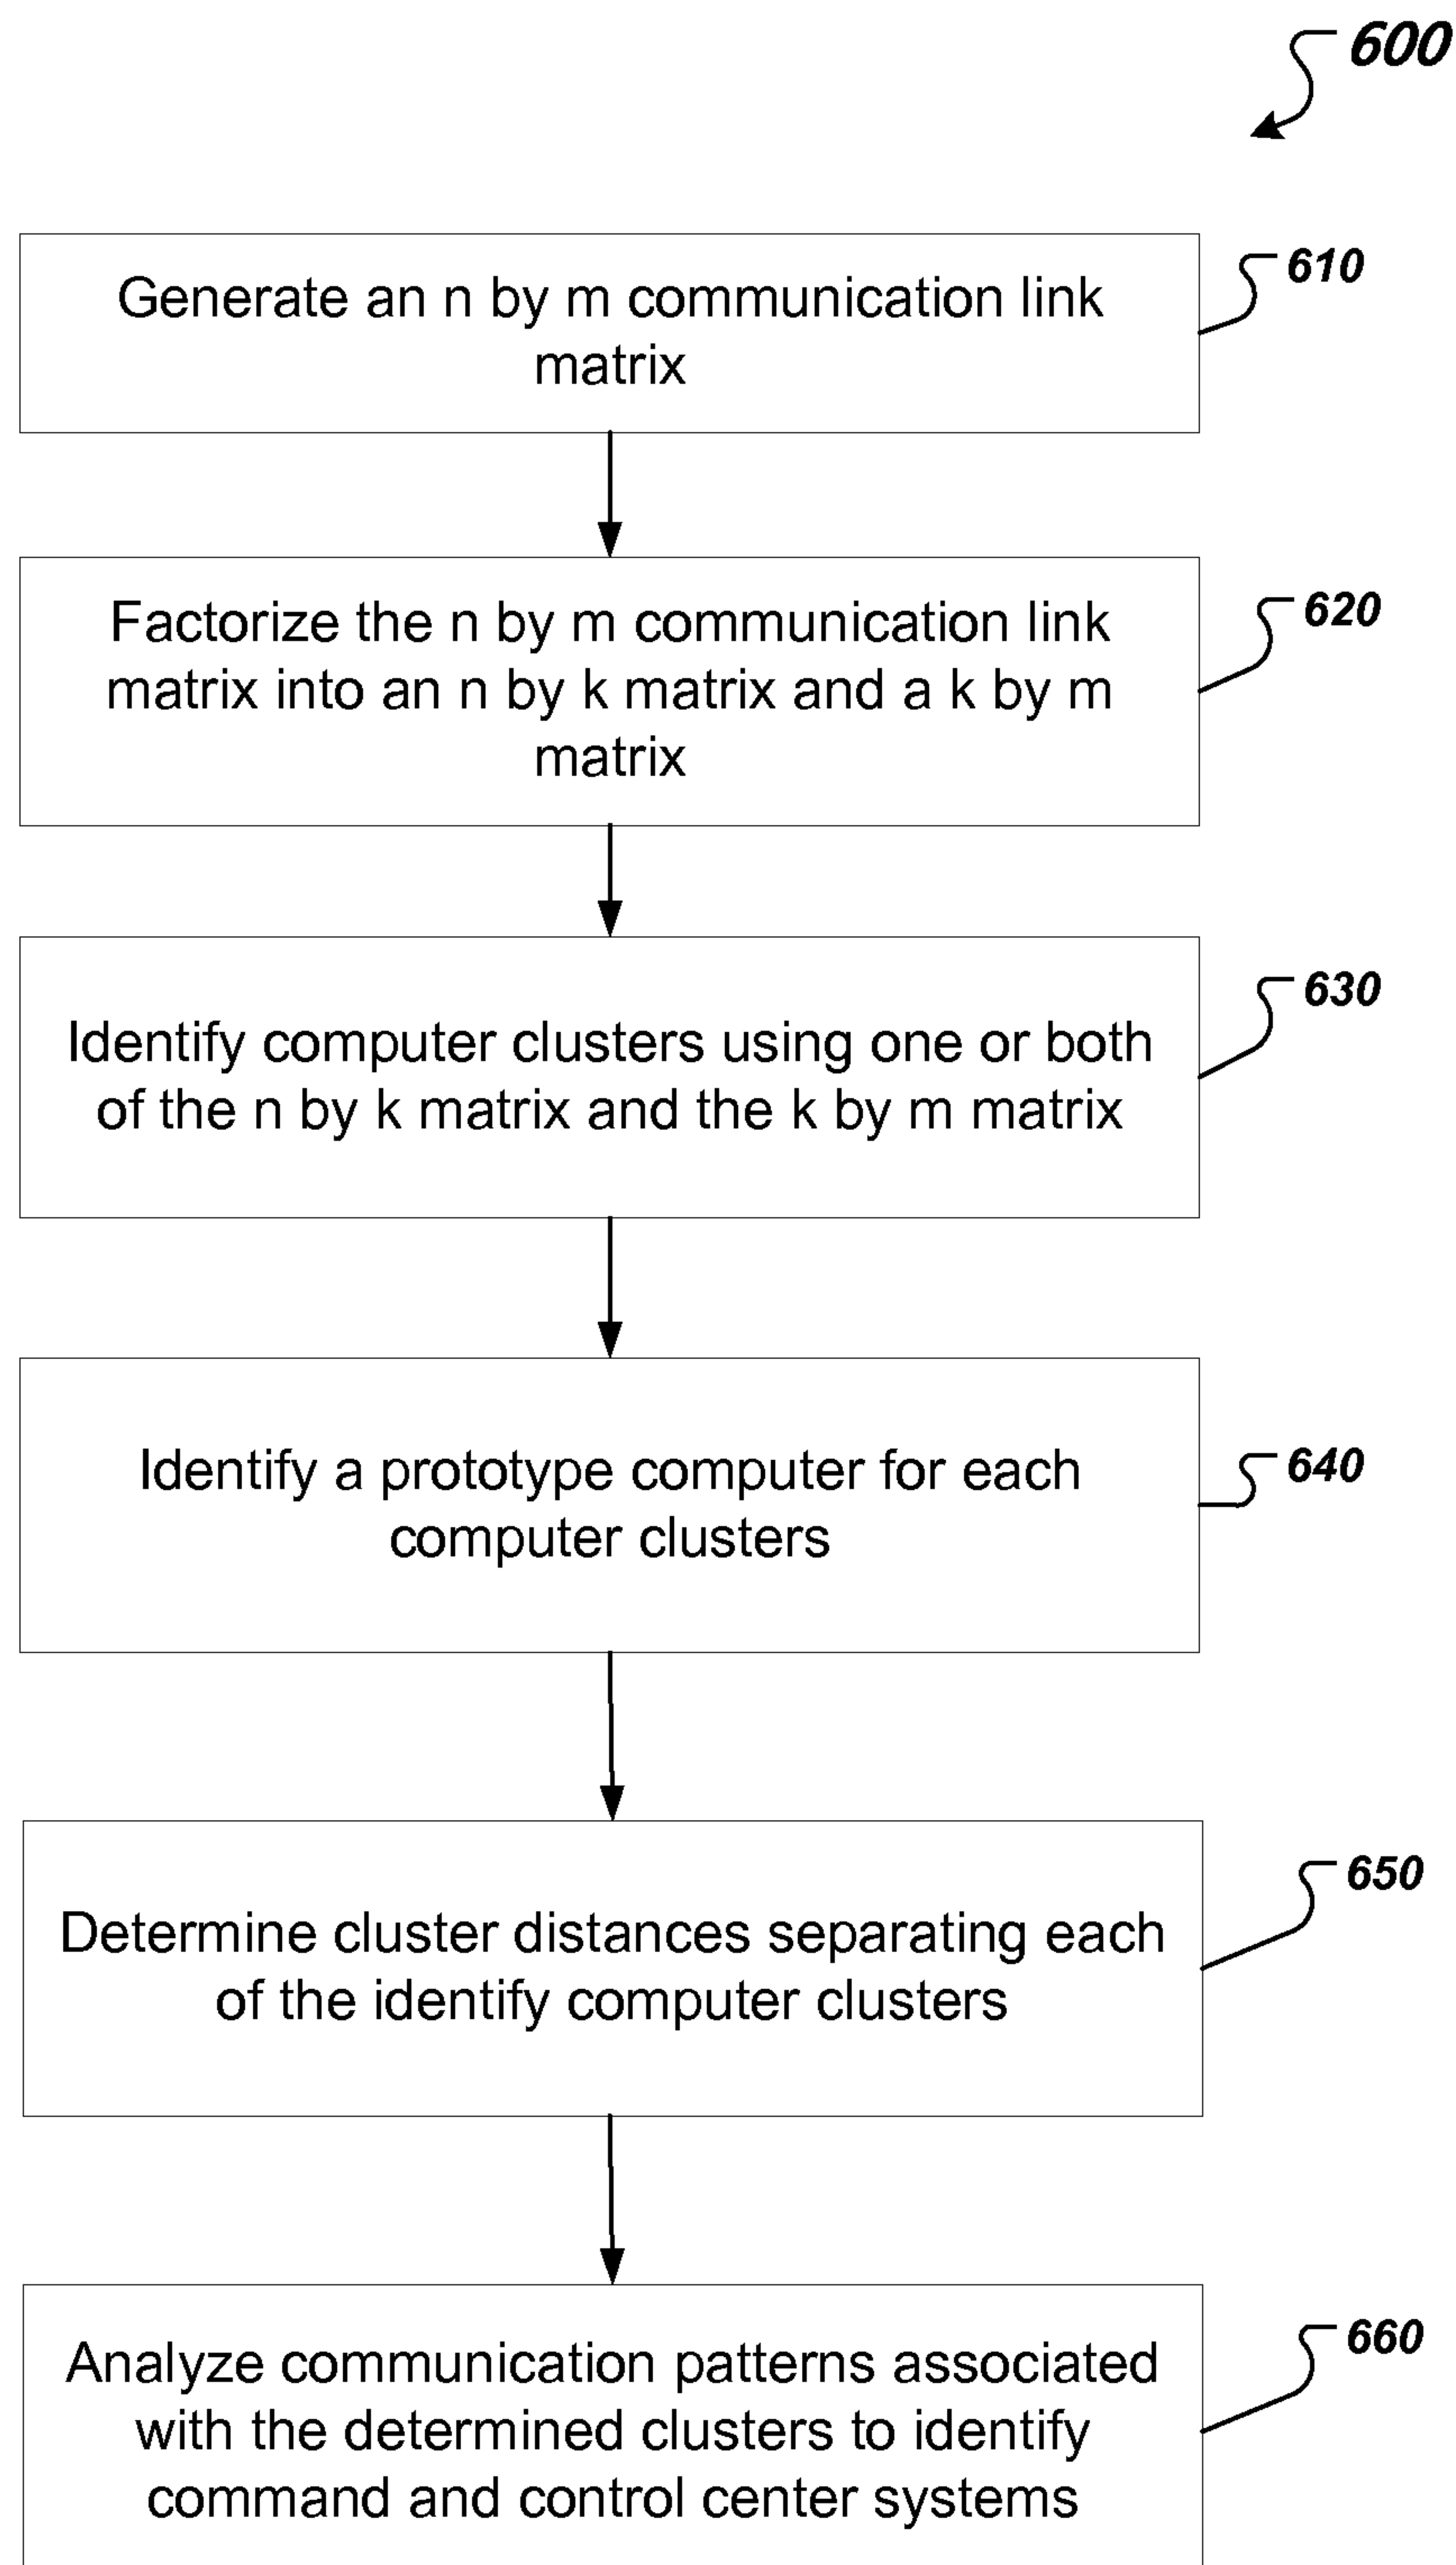 600
Generate an n by m communication link
matrix
610
Factorize the n by m communication link
matrix into an n by k matrix and a k by m
matrix
620
Identify computer clusters using one or both
of the n by k matrix and the k by m matrix
630
Identify a prototype computer for each
computer clusters
640
Determine cluster distances separating each
of the identify computer clusters
650
Analyze communication patterns associated
with the determined clusters to identify
command and control center systems
660